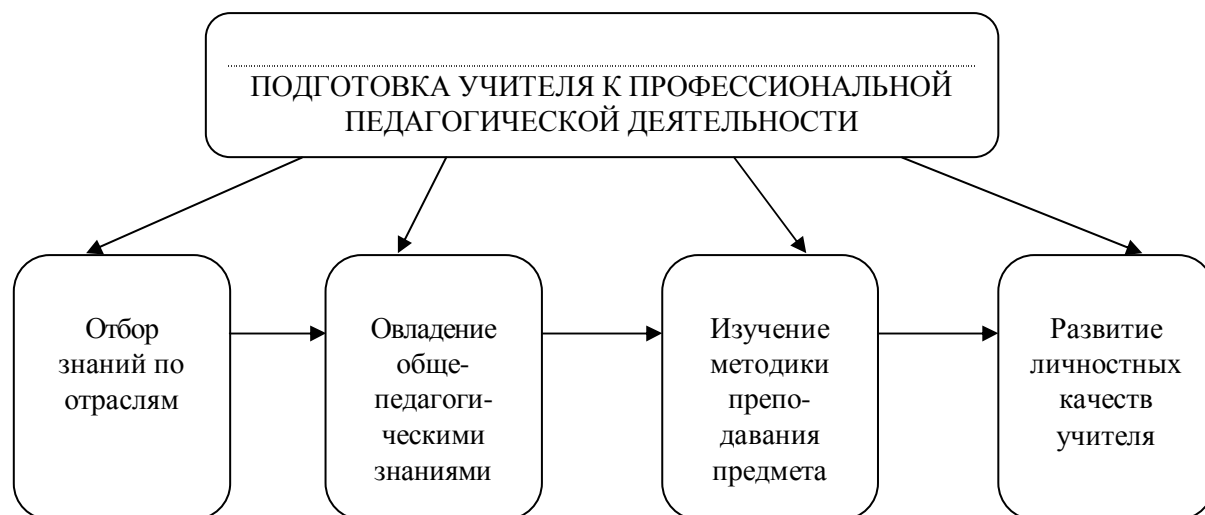 ПОДГОТОВКА УЧИТЕЛЯ К ПРОФЕССИОНАЛЬНОЙ
ПЕДАГОГИЧЕСКОЙ ДЕЯТЕЛЬНОСТИ
Отбор
знаний по
отраслям
Овладение
обще-
педагоги-
ческими
знаниями
Изучение
методики
препо-
давания
предмета
Развитие
личностных
качеств
учителя